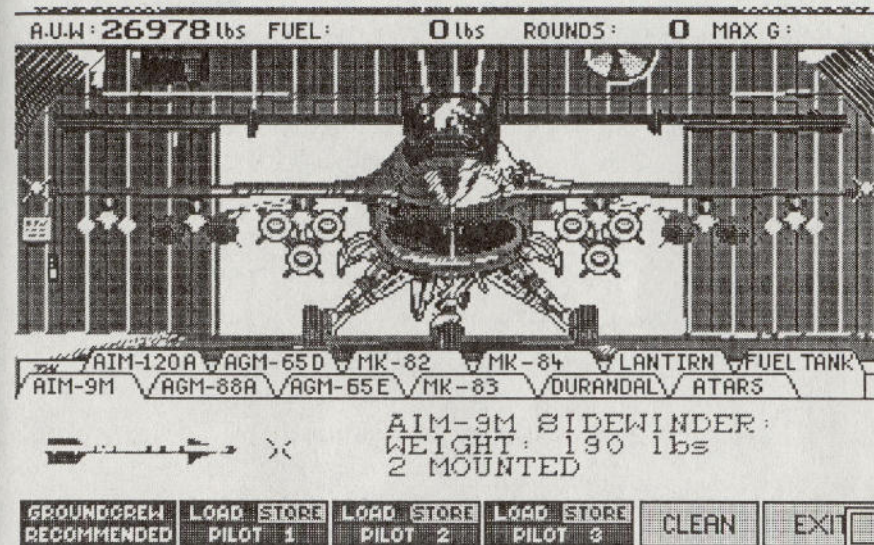 A.U.W: 26978 lbs FUEL: 0 lbs ROUNDS: 0 MAX G:
AIM-120A AGM-65D MK-82 MK-84 LANTIRN FUEL TANK
AIM-9M AGM-88A AGM-65E MK-83 DURANDAL ATARS
AIM-9M SIDEWINDER:
WEIGHT: 190 lbs
2 MOUNTED
GROUNDCREW LOAD STORE LOAD STORE LOAD STORE CLEAN EXIT
RECOMMENDED PILOT 1 PILOT 2 PILOT 3